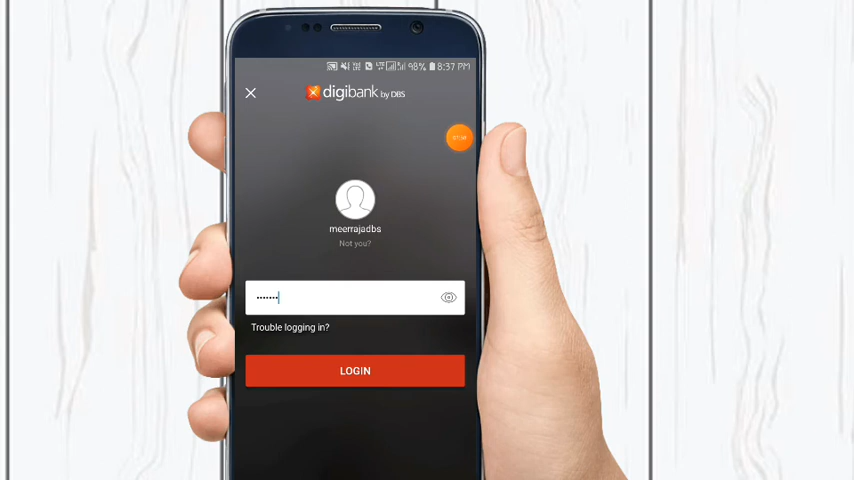 98% 8:37 PM
digibank by DBS
meerrajadbs
Not you?
Trouble logging in?
LOGIN